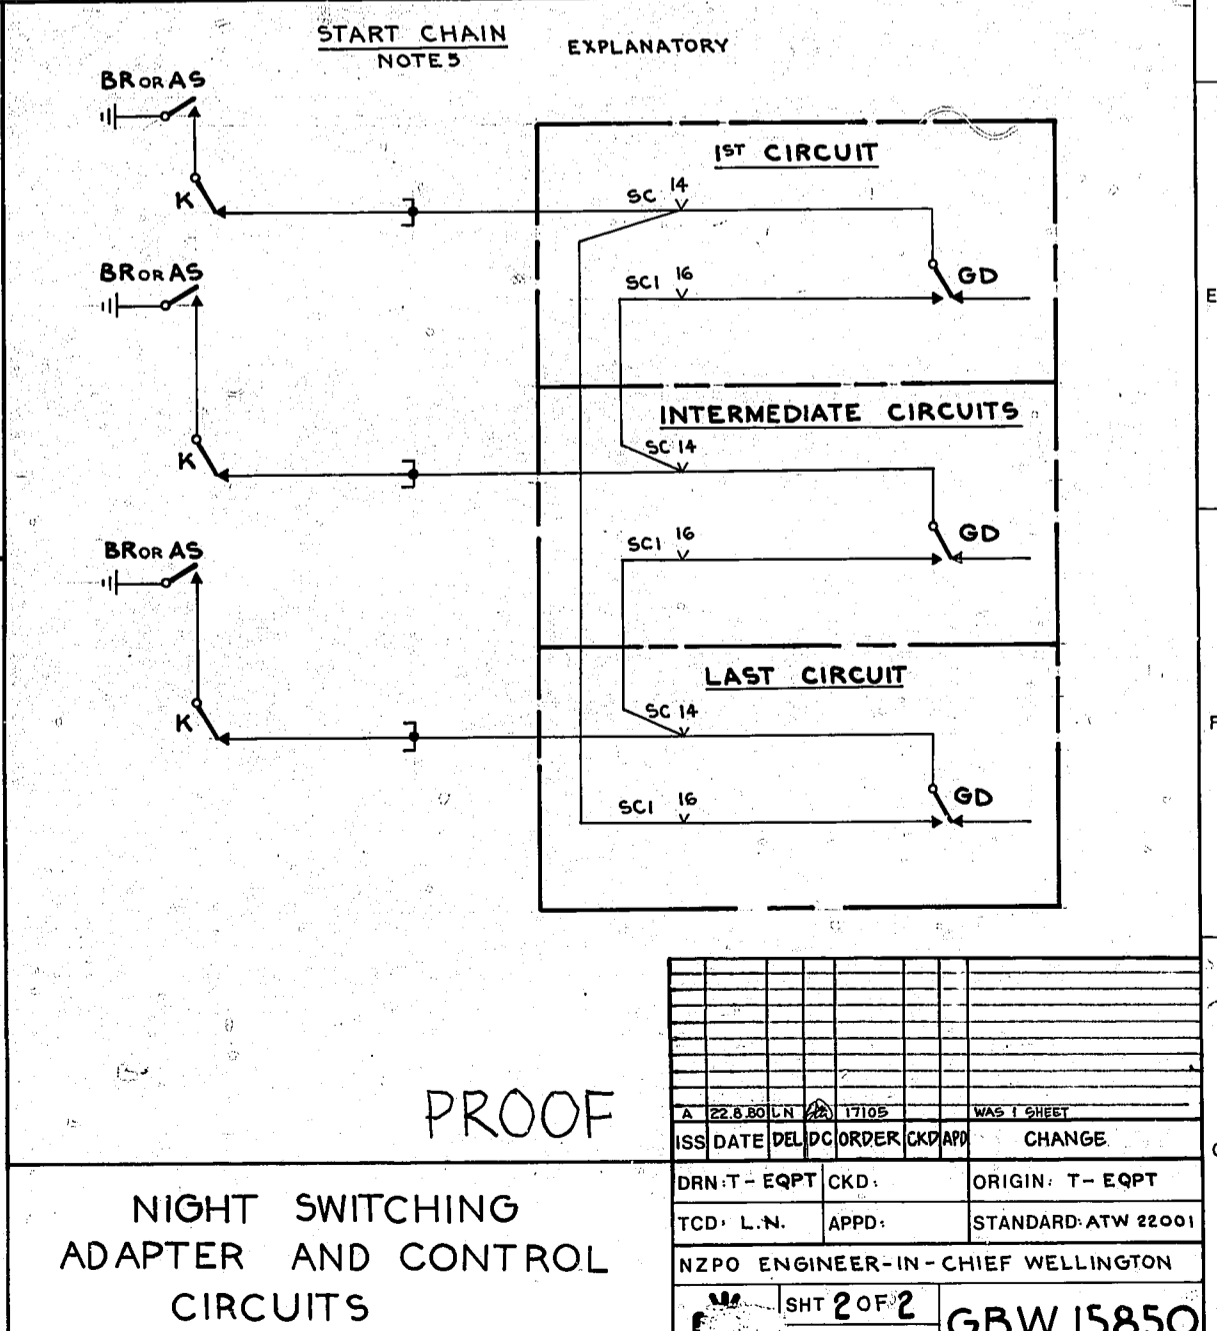 START CHAIN
NOTE 5
EXPLANATORY
BR OR AS
K
1ST CIRCUIT
SC 14
SC1 16
GD
BR OR AS
K
INTERMEDIATE CIRCUITS
SC 14
SC1 16
GD
BR OR AS
K
LAST CIRCUIT
SC 14
SC1 16
GD
E
F
PROOF
A 22.8.80 LN 17105 WAS 1 SHEET
ISS DATE DEL DC ORDER CKD APD CHANGE
DRN: T-EQPT CKD: ORIGIN: T-EQPT
TCD: L.N. APPD: STANDARD: ATW 22001
NZPO ENGINEER-IN-CHIEF WELLINGTON
SHT 2 OF 2
GBW 15850
NIGHT SWITCHING
ADAPTER AND CONTROL
CIRCUITS